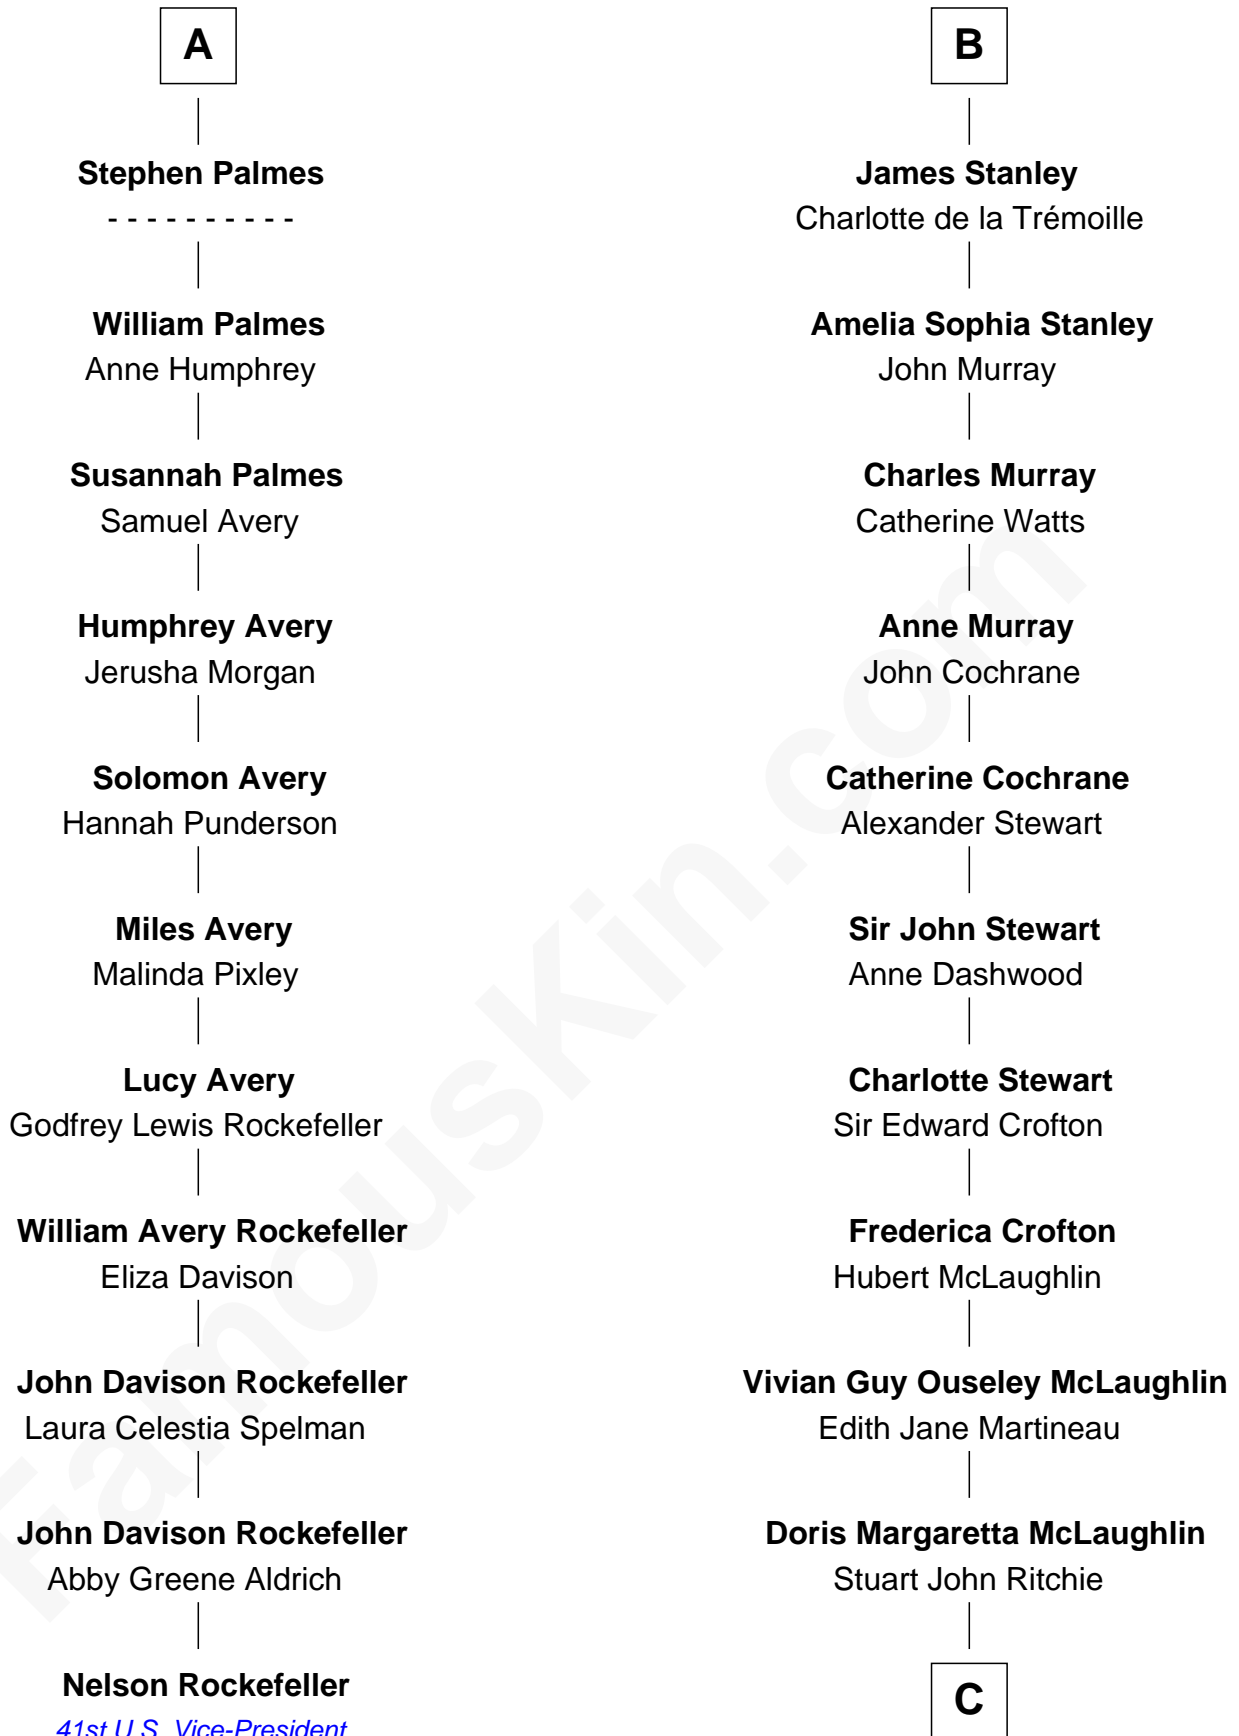 A
Stephen Palmes
- - - - - - - - - -
William Palmes
Anne Humphrey
Susannah Palmes
Samuel Avery
Humphrey Avery
Jerusha Morgan
Solomon Avery
Hannah Punderson
Miles Avery
Malinda Pixley
Lucy Avery
Godfrey Lewis Rockefeller
William Avery Rockefeller
Eliza Davison
John Davison Rockefeller
Laura Celestia Spelman
John Davison Rockefeller
Abby Greene Aldrich
Nelson Rockefeller
41st U.S. Vice-President
B
James Stanley
Charlotte de la Trémoille
Amelia Sophia Stanley
John Murray
Charles Murray
Catherine Watts
Anne Murray
John Cochrane
Catherine Cochrane
Alexander Stewart
Sir John Stewart
Anne Dashwood
Charlotte Stewart
Sir Edward Crofton
Frederica Crofton
Hubert McLaughlin
Vivian Guy Ouseley McLaughlin
Edith Jane Martineau
Doris Margaretta McLaughlin
Stuart John Ritchie
C
FamousKin.com